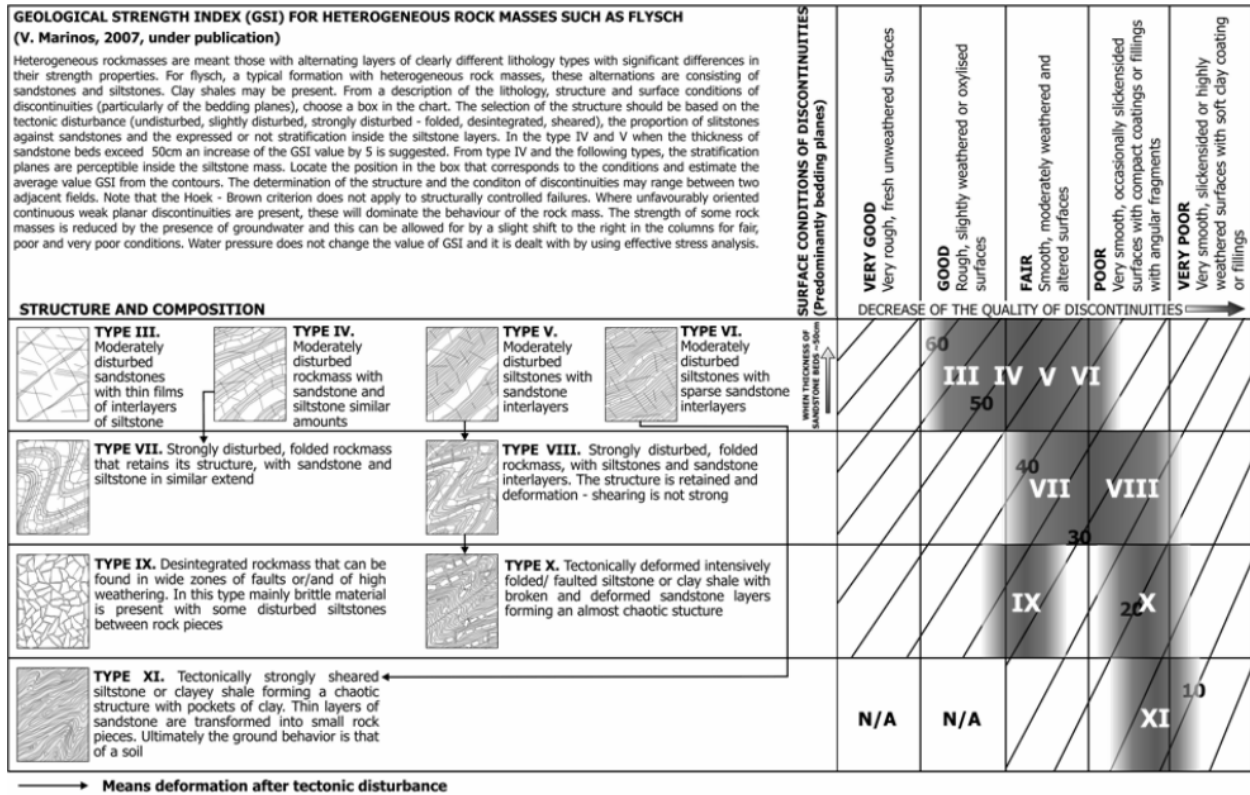 GEOLOGICAL STRENGTH INDEX (GSI) FOR HETEROGENEOUS ROCK MASSES SUCH AS FLYSCH
(V. Marinos, 2007, under publication)
Heterogeneous rockmasses are meant those with alternating layers of clearly different lithology types with significant differences in
their strength properties. For flysch, a typical formation with heterogeneous rock masses, these alternations are consisting of
sandstones and siltstones. Clay shales may be present. From a description of the lithology, structure and surface conditions of
discontinuities (particularly of the bedding planes), choose a box in the chart. The selection of the structure should be based on the
tectonic disturbance (undisturbed, slightly disturbed, strongly disturbed - folded, desintegrated, sheared), the proportion of slitstones
against sandstones and the expressed or not stratification inside the siltstone layers. In the type IV and V when the thickness of
sandstone beds exceed 50cm an increase of the GSI value by 5 is suggested. From type IV and the following types, the stratification
planes are perceptible inside the siltstone mass. Locate the position in the box that corresponds to the conditions and estimate the
average value GSI from the contours. The determination of the structure and the conditon of discontinuities may range between two
adjacent fields. Note that the Hoek - Brown criterion does not apply to structurally controlled failures. Where unfavourably oriented
continuous weak planar discontinuities are present, these will dominate the behaviour of the rock mass. The strength of some rock
masses is reduced by the presence of groundwater and this can be allowed for by a slight shift to the right in the columns for fair,
poor and very poor conditions. Water pressure does not change the value of GSI and it is dealt with by using effective stress analysis.
STRUCTURE AND COMPOSITION
SURFACE CONDITIONS OF DISCONTINUITIES
(Predominantly bedding planes)
VERY GOOD
Very rough, fresh unweathered surfaces
GOOD
Rough, slightly weathered or oxylised
surfaces
FAIR
Smooth, moderately weathered and
altered surfaces
POOR
Very smooth, occasionally slickensided
surfaces with compact coatings or fillings
with angular fragments
VERY POOR
Very smooth, slickensided or highly
weathered surfaces with soft clay coating
or fillings
DECREASE OF THE QUALITY OF DISCONTINUITIES
TYPE III.
Moderately
disturbed
sandstones
with thin films
of interlayers
of siltstone
TYPE IV.
Moderately
disturbed
rockmass with
sandstone and
siltstone similar
amounts
TYPE V.
Moderately
disturbed
siltstones with
sandstone
interlayers
TYPE VI.
Moderately
disturbed
siltstones with
sparse sandstone
interlayers
WHEN THICKNESS OF
SANDSTONE BEDS ~50cm
60
III IV V VI
50
TYPE VII. Strongly disturbed, folded rockmass
that retains its structure, with sandstone and
siltstone in similar extend
TYPE VIII. Strongly disturbed, folded
rockmass, with siltstones and sandstone
interlayers. The structure is retained and
deformation - shearing is not strong
40
VII VIII
30
TYPE IX. Desintegrated rockmass that can be
found in wide zones of faults or/and of high
weathering. In this type mainly brittle material
is present with some disturbed siltstones
between rock pieces
TYPE X. Tectonically deformed intensively
folded/ faulted siltstone or clay shale with
broken and deformed sandstone layers
forming an almost chaotic stucture
IX 20 X
TYPE XI. Tectonically strongly sheared
siltstone or clayey shale forming a chaotic
structure with pockets of clay. Thin layers of
sandstone are transformed into small rock
pieces. Ultimately the ground behavior is that
of a soil
N/A N/A
10
XI
Means deformation after tectonic disturbance